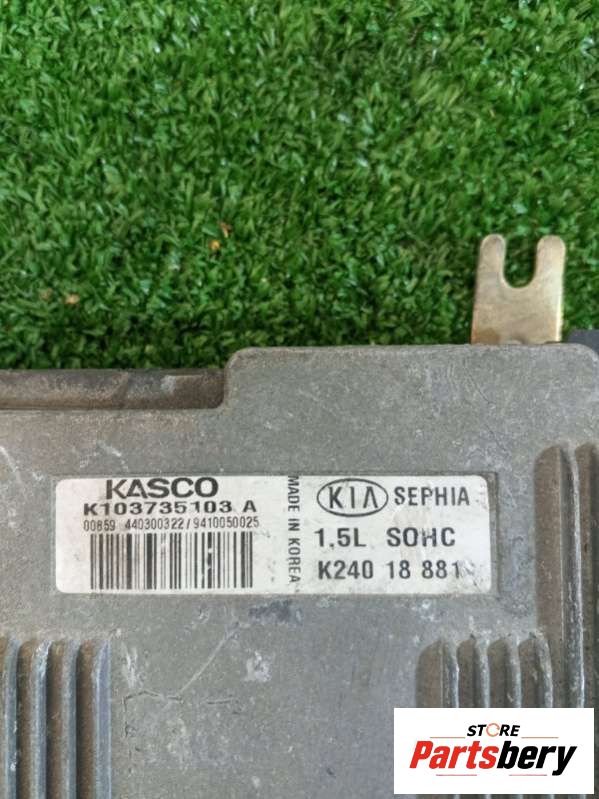 KASCO
K103735103 A
00859 440300322/9410050025
MADE IN KOREA
KIA SEPHIA
1.5L SOHC
K240 18 881
STORE
Partsbery